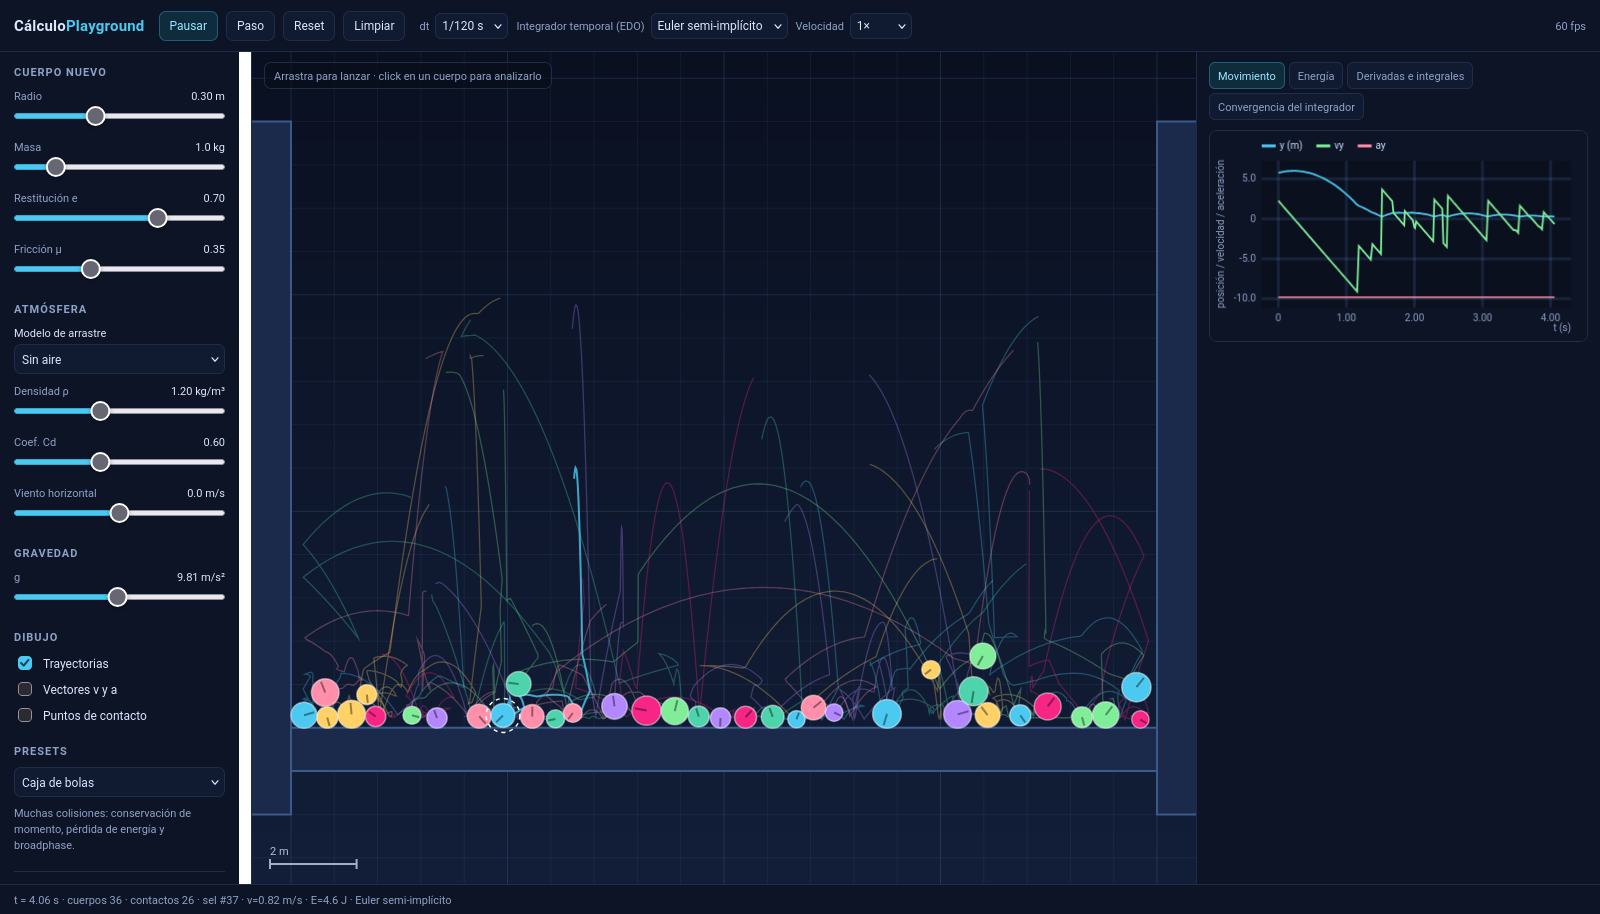 CálculoPlayground
Pausar
Paso
Reset
Limpiar
dt
1/120 s
Integrador temporal (EDO)
Euler semi-implícito
Velocidad
1×
60 fps
CUERPO NUEVO
Radio 0.30 m
Masa 1.0 kg
Restitución e 0.70
Fricción μ 0.35
ATMÓSFERA
Modelo de arrastre
Sin aire
Densidad ρ 1.20 kg/m³
Coef. Cd 0.60
Viento horizontal 0.0 m/s
GRAVEDAD
g 9.81 m/s²
DIBUJO
Trayectorias
Vectores v y a
Puntos de contacto
PRESETS
Caja de bolas
Muchas colisiones: conservación de
momento, pérdida de energía y
broadphase.
Arrastra para lanzar · click en un cuerpo para analizarlo
2 m
Movimiento
Energía
Derivadas e integrales
Convergencia del integrador
y (m) vy ay
posición / velocidad / aceleración
5.0
0
-5.0
-10.0
0 1.00 2.00 3.00 4.00
t (s)
t = 4.06 s · cuerpos 36 · contactos 26 · sel #37 · v=0.82 m/s · E=4.6 J · Euler semi-implícito